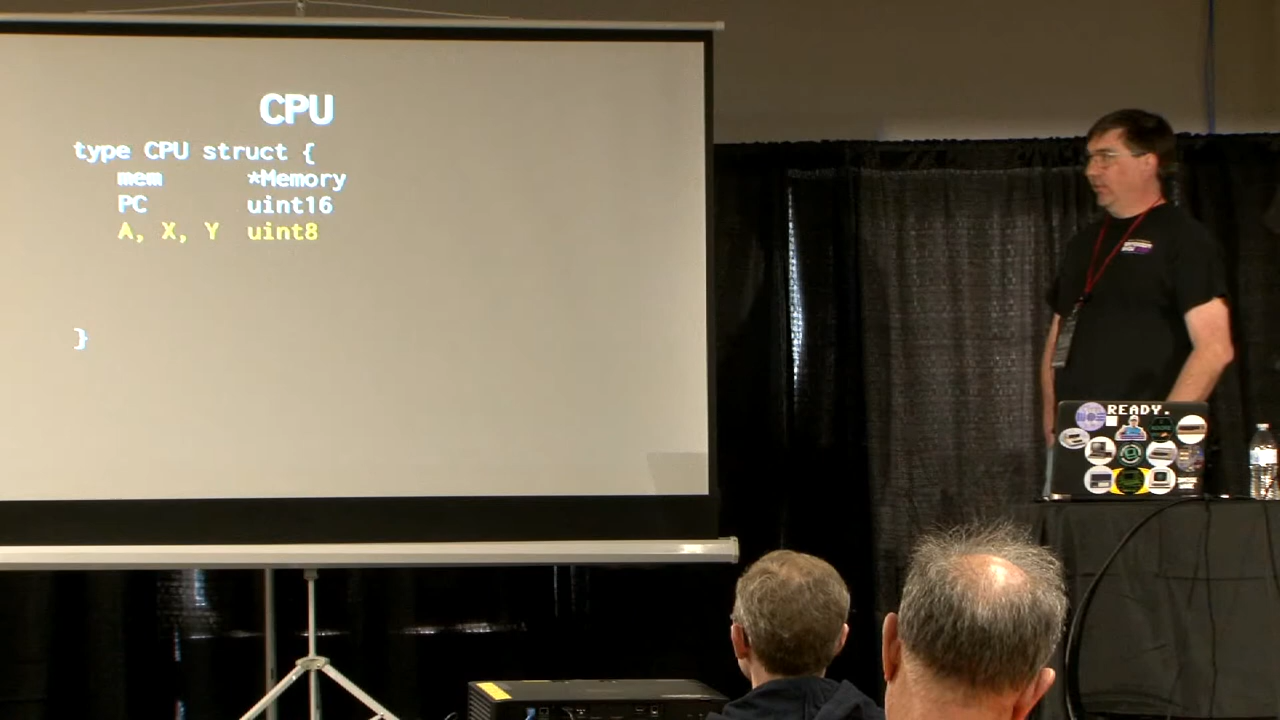 CPU
type CPU struct {
mem *Memory
PC uint16
A, X, Y uint8
}
READY.